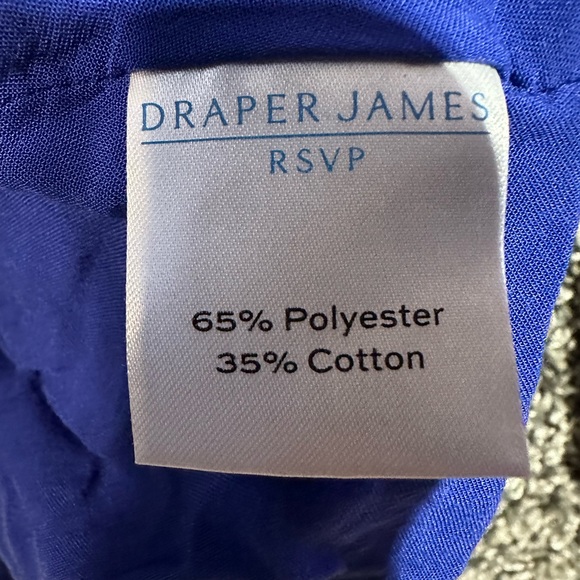 DRAPER JAMES
RSVP
65% Polyester
35% Cotton